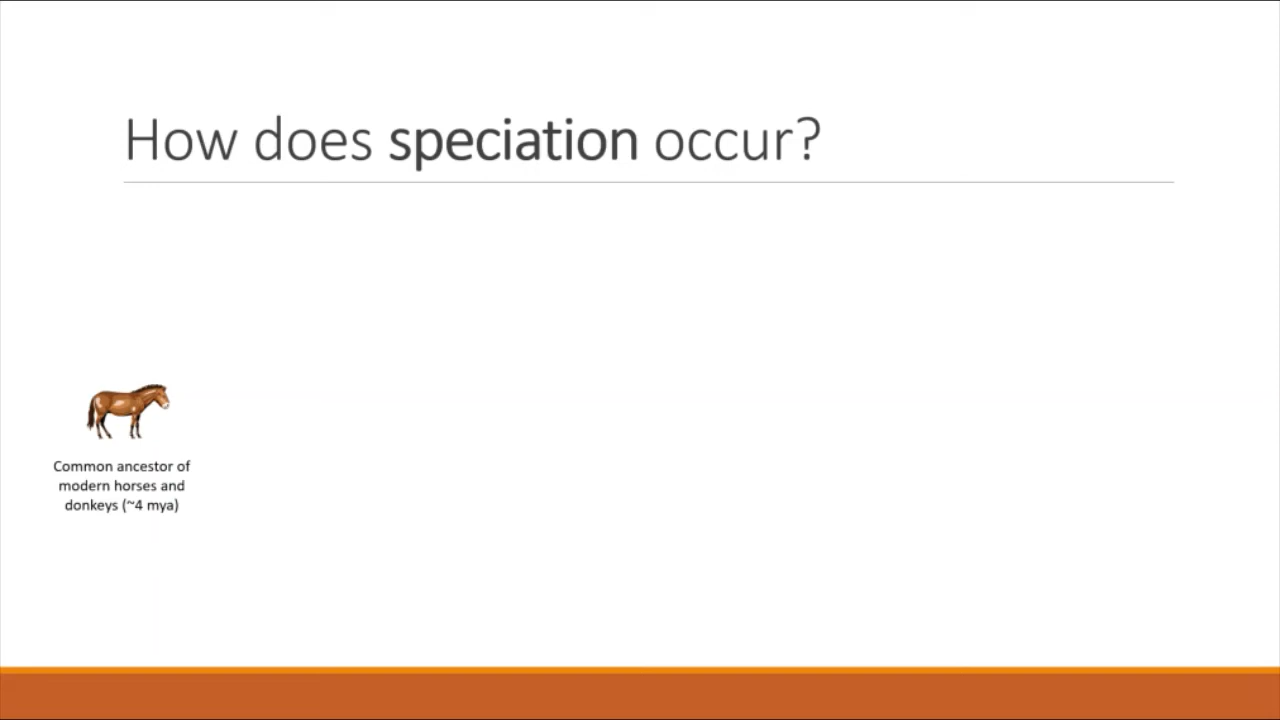 How does speciation occur?
Common ancestor of
modern horses and
donkeys (~4 mya)